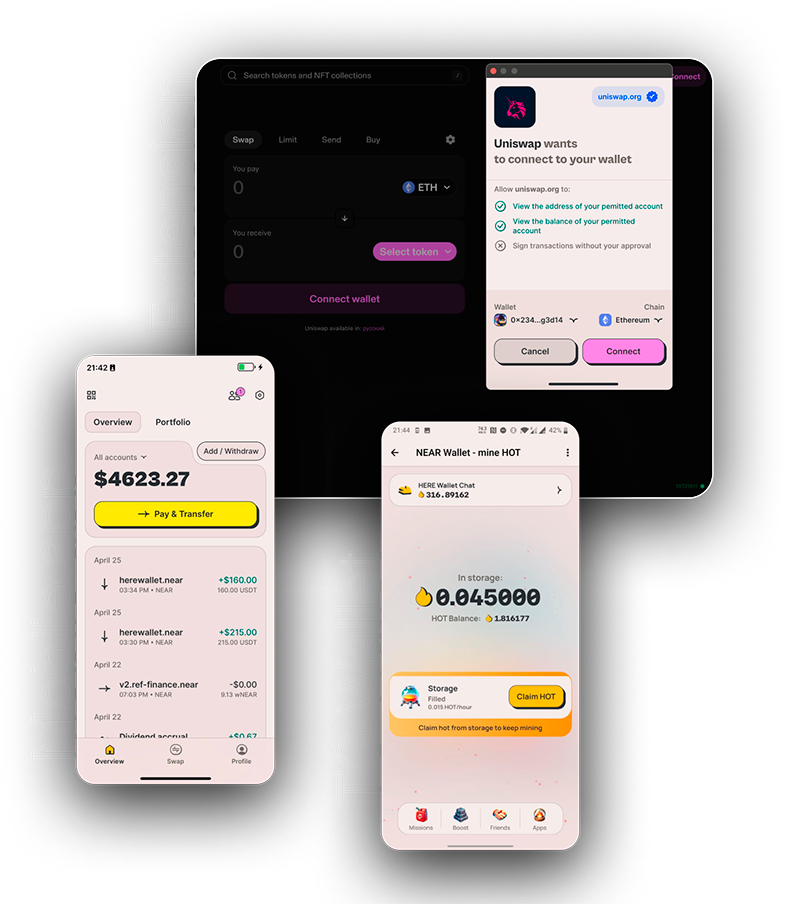 Search tokens and NFT collections
/
Connect
Swap
Limit
Send
Buy
You pay
0
ETH
You receive
0
Select token
Connect wallet
Uniswap available in: русский
uniswap.org
Uniswap wants
to connect to your wallet
Allow uniswap.org to:
View the address of your pemitted account
View the balance of your permitted
account
Sign transactions without your approval
Wallet
Chain
0×234...g3d14
Ethereum
Cancel
Connect
21:42
1
Overview
Portfolio
All accounts
Add / Withdraw
$4623.27
Pay & Transfer
April 25
herewallet.near
+$160.00
03:34 PM • NEAR
160.00 USDT
April 25
herewallet.near
+$215.00
03:30 PM • NEAR
215.00 USDT
April 22
v2.ref-finance.near
-$0.00
07:03 PM • NEAR
9.13 wNEAR
April 22
Dividend accrual
+$0.67
Overview
Swap
Profile
21:44
42%
NEAR Wallet - mine HOT
HERE Wallet Chat
316.89162
In storage:
0.045000
HOT Balance:
1.816177
Storage
Filled
0.015 HOT/hour
Claim HOT
Claim hot from storage to keep mining
Missions
Boost
Friends
Apps